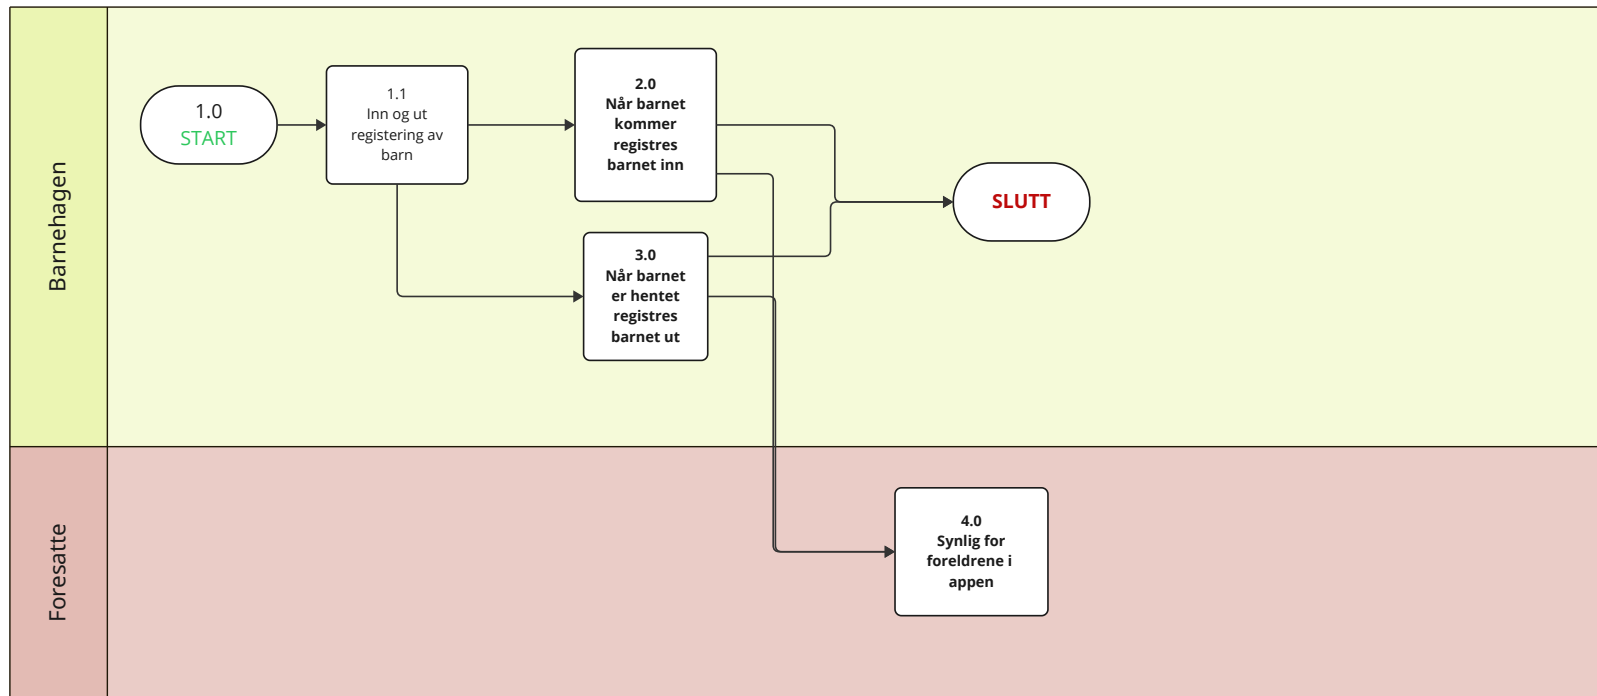 Barnehagen
1.0
START
1.1
Inn og ut
registering av
barn
2.0
Når barnet
kommer
registres
barnet inn
3.0
Når barnet
er hentet
registres
barnet ut
SLUTT
Foresatte
4.0
Synlig for
foreldrene i
appen